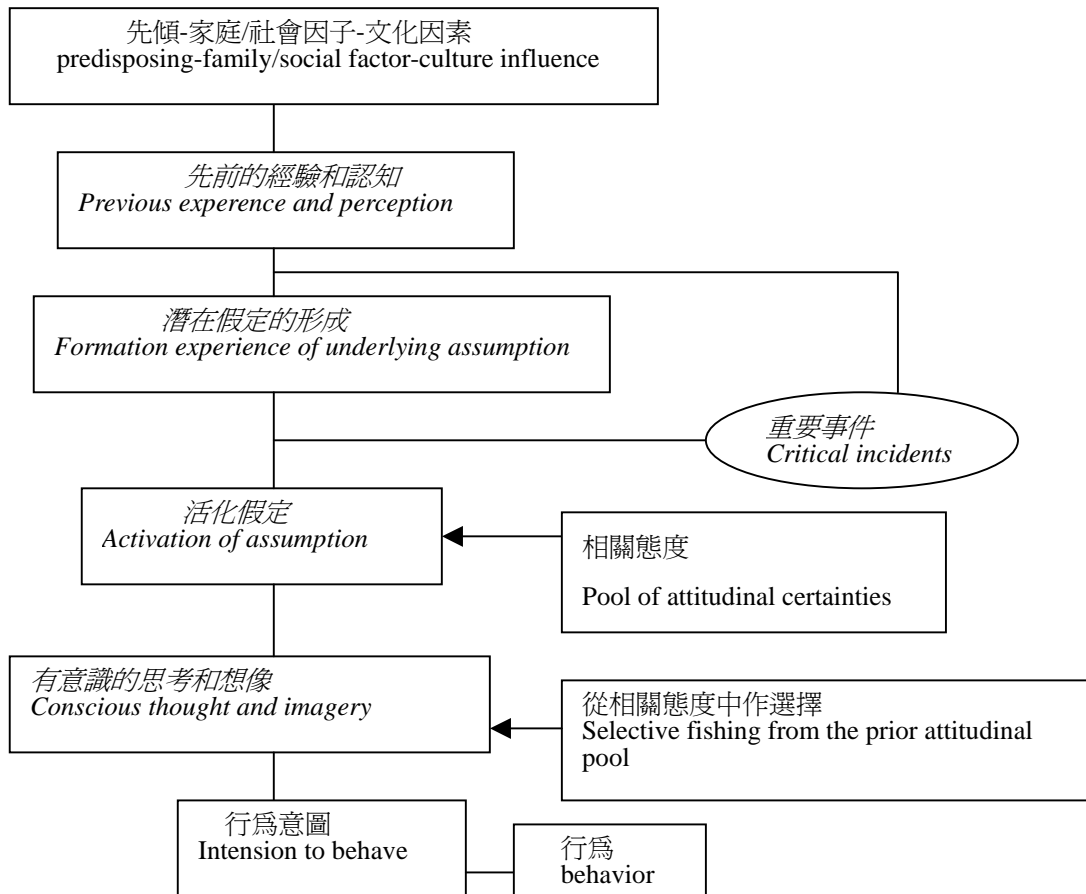 先傾-家庭/社會因子-文化因素
predisposing-family/social factor-culture influence
先前的經驗和認知
Previous experence and perception
潛在假定的形成
Formation experience of underlying assumption
重要事件
Critical incidents
活化假定
Activation of assumption
相關態度
Pool of attitudinal certainties
有意識的思考和想像
Conscious thought and imagery
從相關態度中作選擇
Selective fishing from the prior attitudinal
pool
行為意圖
Intension to behave
行為
behavior